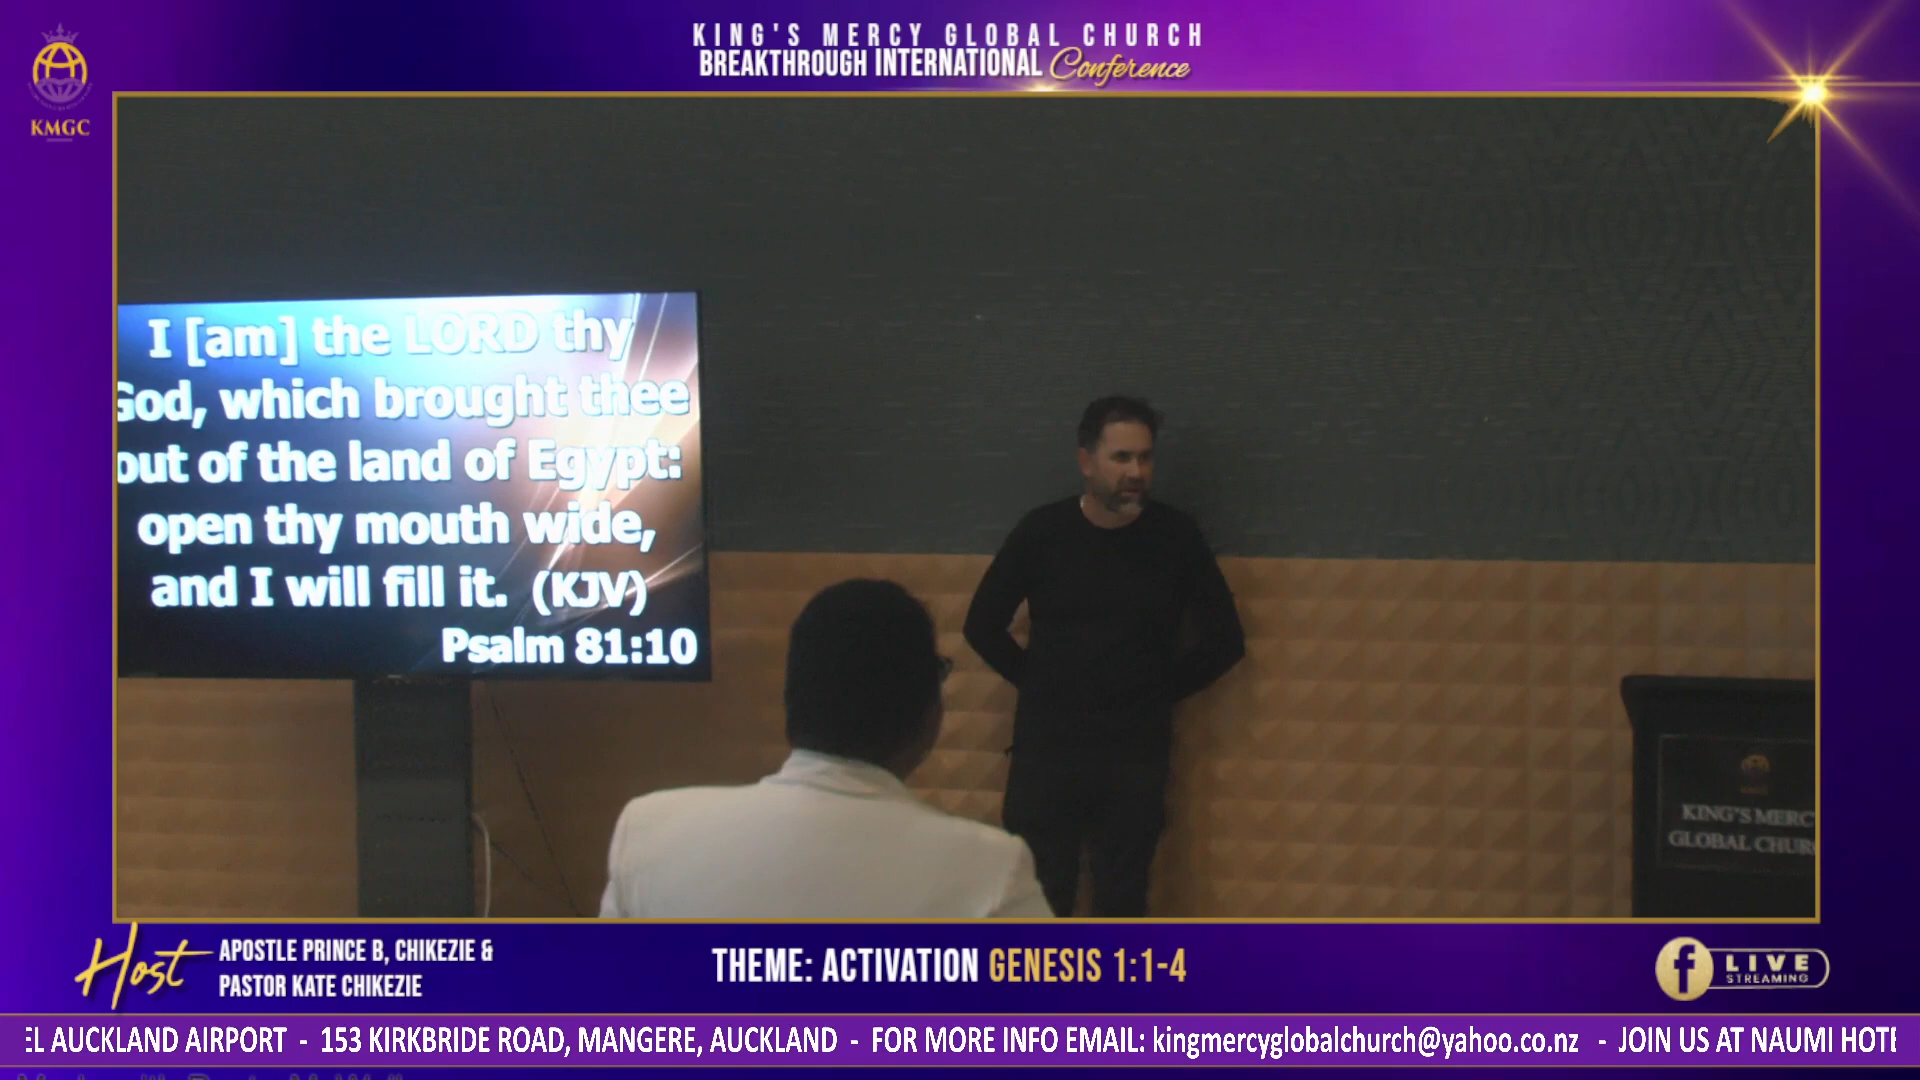 KING'S MERCY GLOBAL CHURCH
BREAKTHROUGH INTERNATIONAL Conference
KMGC
I [am] the LORD thy
God, which brought thee
out of the land of Egypt:
open thy mouth wide,
and I will fill it. (KJV)
Psalm 81:10
KING'S MERC
GLOBAL CHUR
Host
APOSTLE PRINCE B, CHIKEZIE &
PASTOR KATE CHIKEZIE
THEME: ACTIVATION GENESIS 1:1-4
f LIVE
STREAMING
EL AUCKLAND AIRPORT - 153 KIRKBRIDE ROAD, MANGERE, AUCKLAND - FOR MORE INFO EMAIL: kingmercyglobalchurch@yahoo.co.nz - JOIN US AT NAUMI HOTE